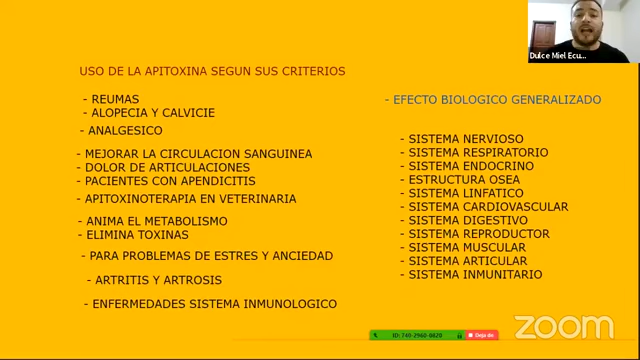 Dulce Miel Ecu...
USO DE LA APITOXINA SEGUN SUS CRITERIOS
- REUMAS
- ALOPECIA Y CALVICIE
- ANALGESICO
- MEJORAR LA CIRCULACION SANGUINEA
- DOLOR DE ARTICULACIONES
- PACIENTES CON APENDICITIS
- APITOXINOTERAPIA EN VETERINARIA
- ANIMA EL METABOLISMO
- ELIMINA TOXINAS
- PARA PROBLEMAS DE ESTRES Y ANCIEDAD
- ARTRITIS Y ARTROSIS
- ENFERMEDADES SISTEMA INMUNOLOGICO
- EFECTO BIOLOGICO GENERALIZADO
- SISTEMA NERVIOSO
- SISTEMA RESPIRATORIO
- SISTEMA ENDOCRINO
- ESTRUCTURA OSEA
- SISTEMA LINFATICO
- SISTEMA CARDIOVASCULAR
- SISTEMA DIGESTIVO
- SISTEMA REPRODUCTOR
- SISTEMA MUSCULAR
- SISTEMA ARTICULAR
- SISTEMA INMUNITARIO
ID: 740-2960-0820
Deja de
zoom